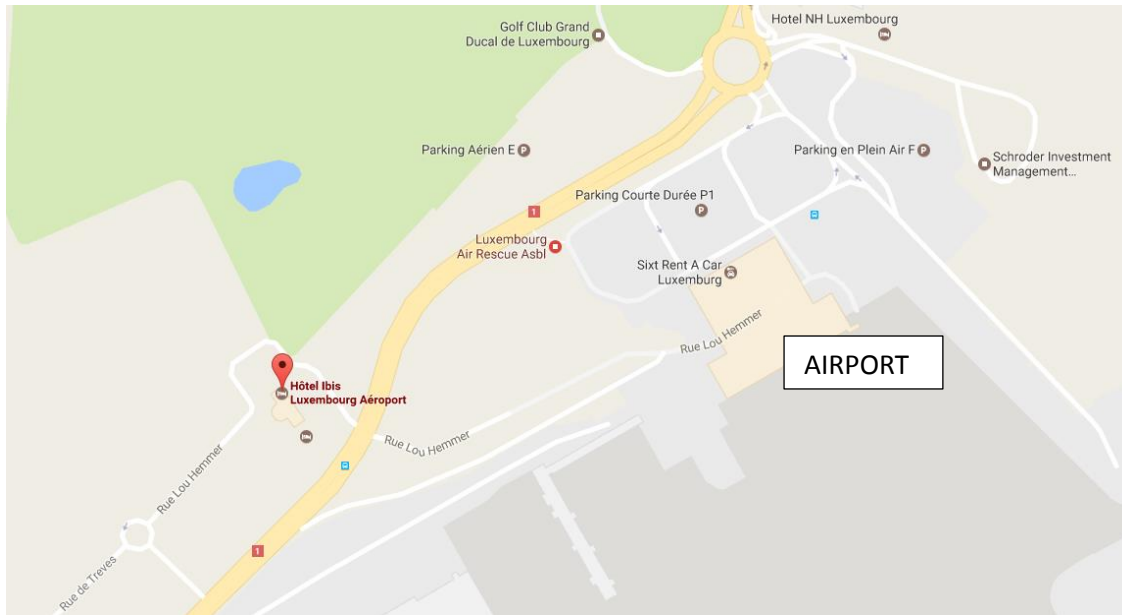 Hotel NH Luxembourg
Golf Club Grand
Ducal de Luxembourg
Parking Aérien E
P
Parking en Plein Air F
P
Schroder Investment
Management...
Parking Courte Durée P1
P
1
Luxembourg
Air Rescue Asbl
Sixt Rent A Car
Luxemburg
Rue Lou Hemmer
AIRPORT
Hôtel Ibis
Luxembourg Aéroport
Rue Lou Hemmer
Rue Lou Hemmer
1
Rue de Treves